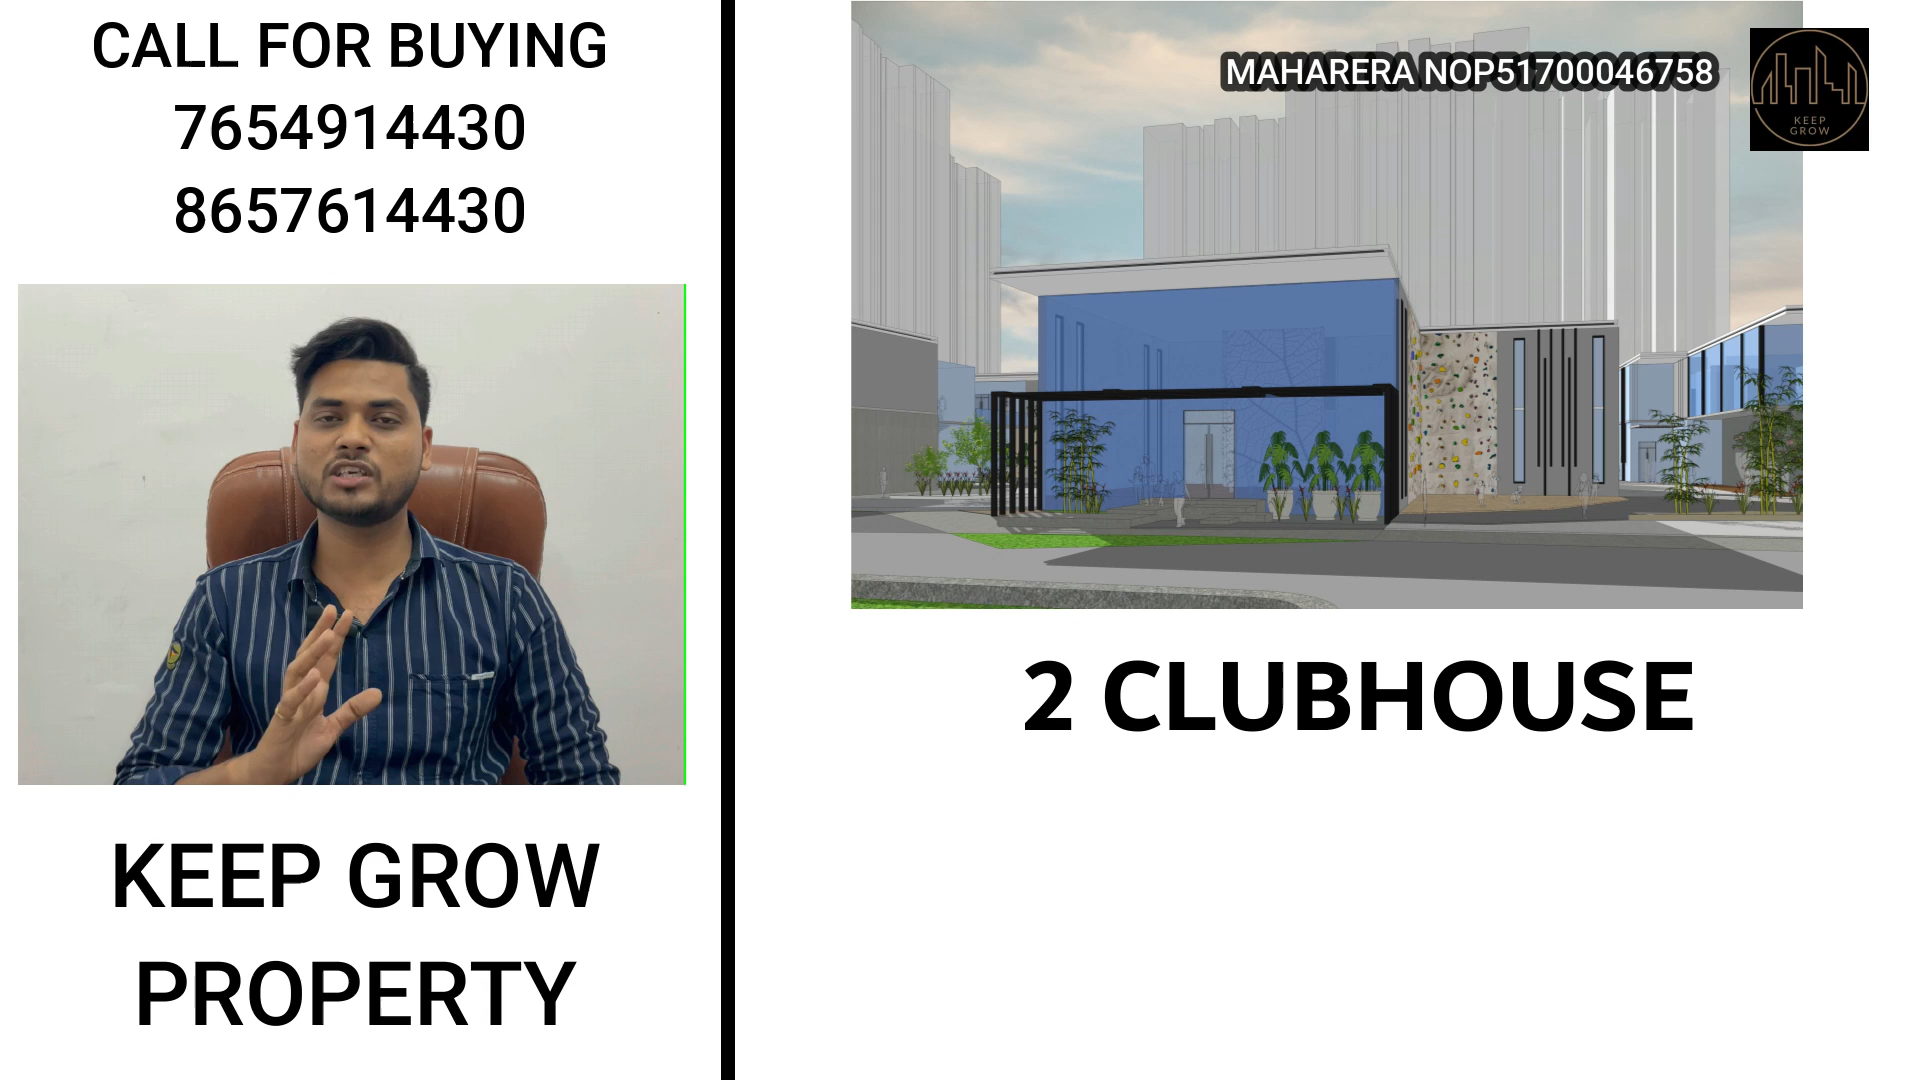 CALL FOR BUYING
7654914430
8657614430
KEEP GROW
PROPERTY
MAHARERA NOP51700046758
KEEP
GROW
2 CLUBHOUSE